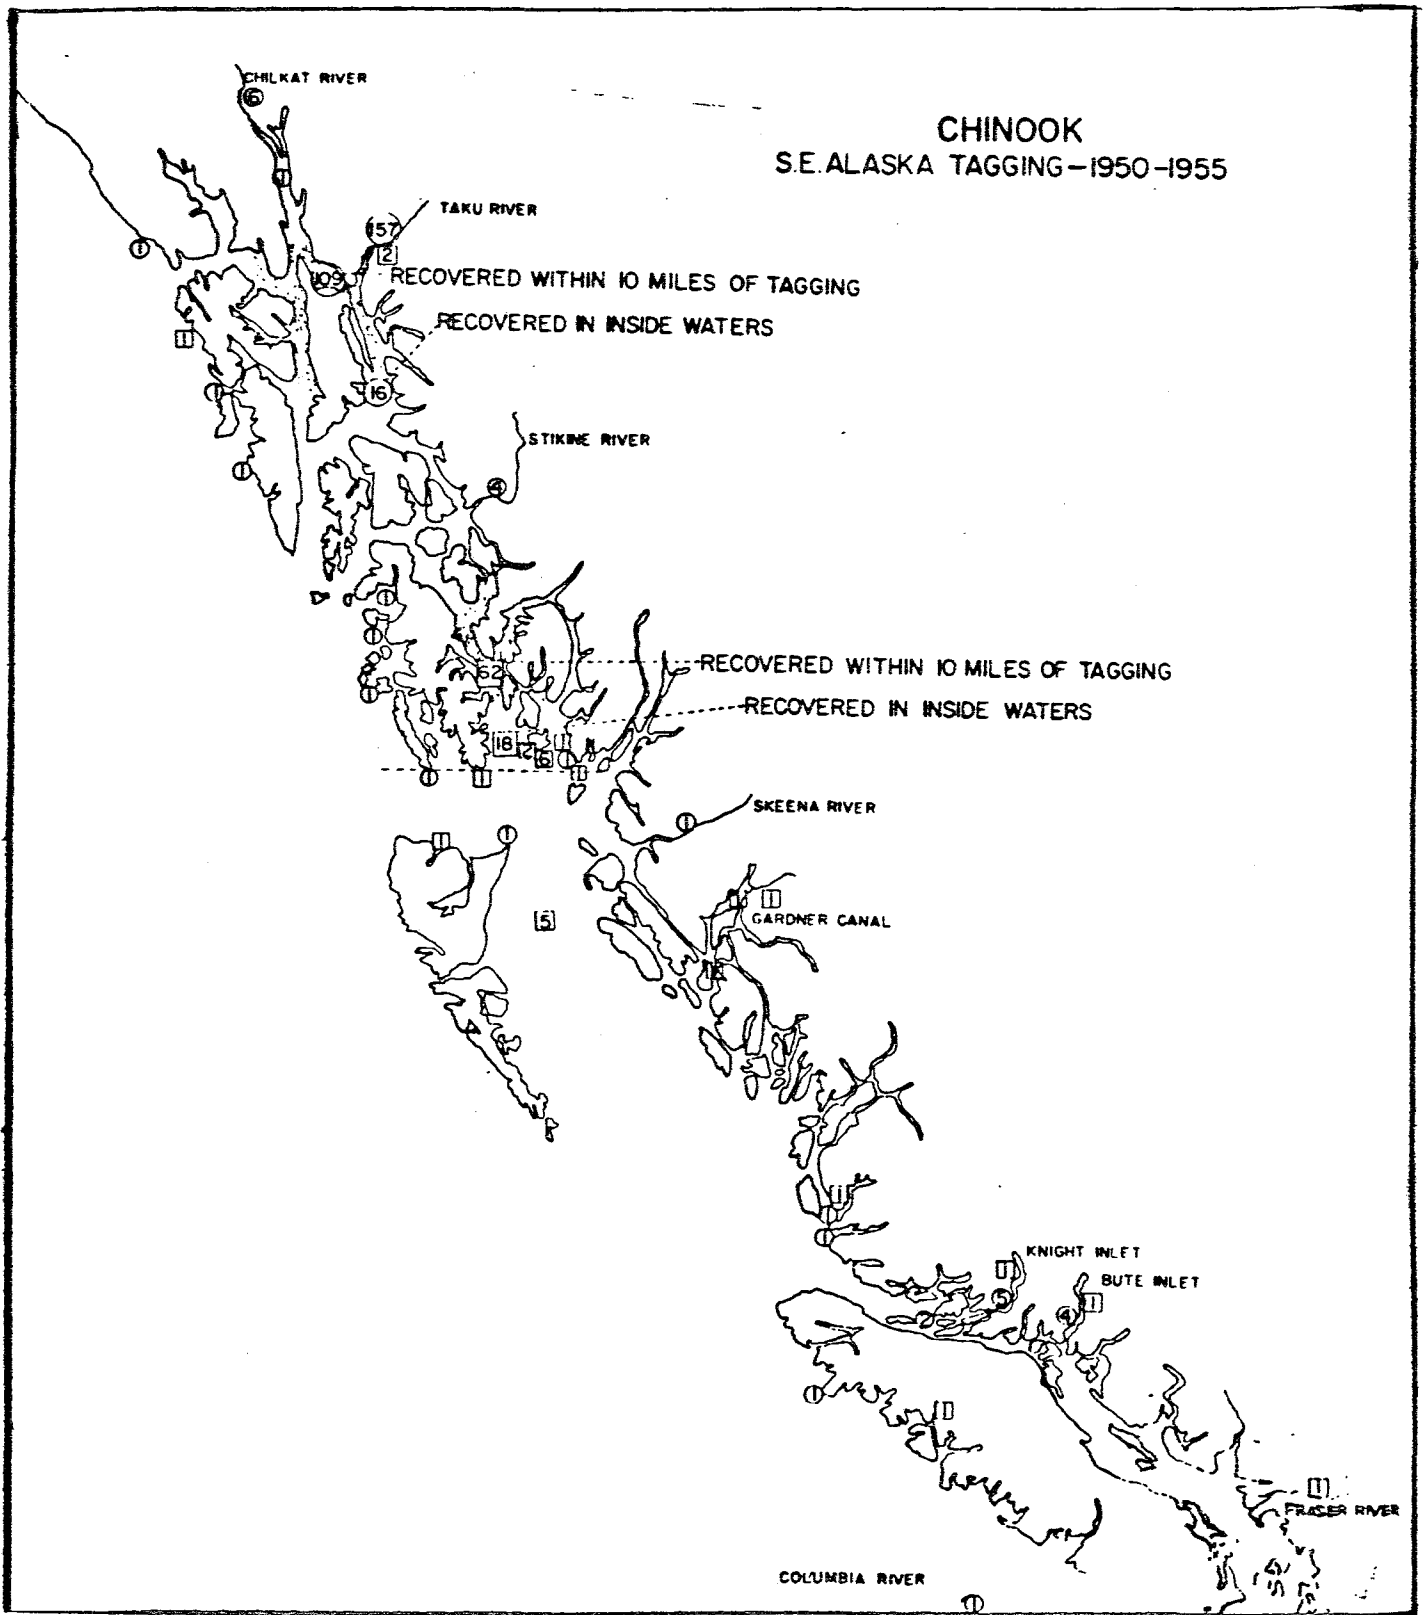 CHINOOK
S.E. ALASKA TAGGING-1950-1955
CHILKAT RIVER
6
1
TAKU RIVER
157
2
1
109
RECOVERED WITHIN 10 MILES OF TAGGING
RECOVERED IN INSIDE WATERS
1
1
16
STIKINE RIVER
1
4
1
1
RECOVERED WITHIN 10 MILES OF TAGGING
62
1
RECOVERED IN INSIDE WATERS
18
2
6
1
1
1
1
1
SKEENA RIVER
1
1
1
1
GARDNER CANAL
5
1
1
1
KNIGHT INLET
1
BUTE INLET
5
1
4
2
1
1
1
FRASER RIVER
COLUMBIA RIVER
1